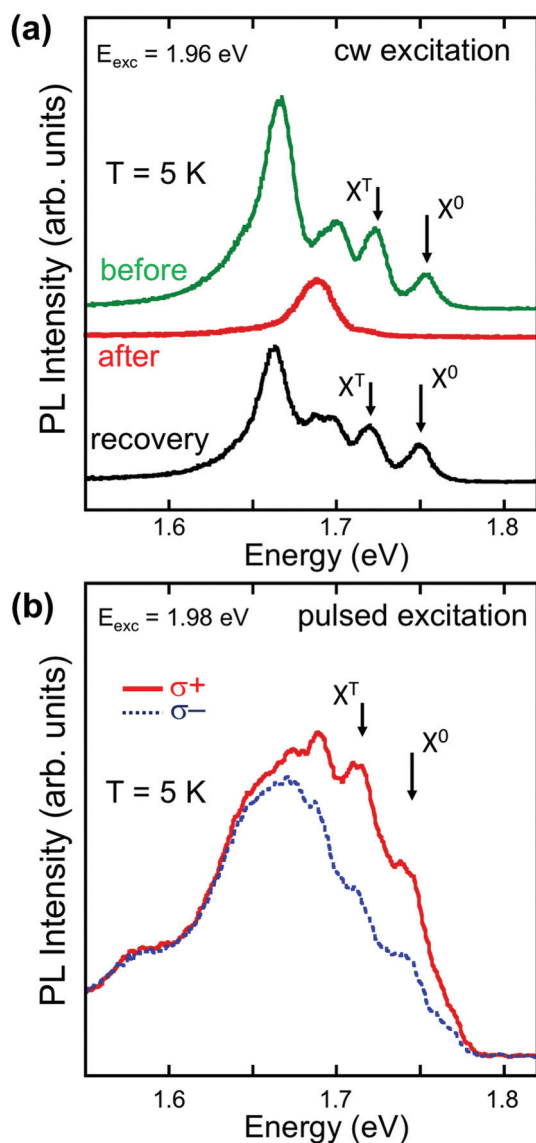 (a)
E_exc = 1.96 eV
cw excitation
T = 5 K
X^T
X^0
before
after
X^T
X^0
recovery
PL Intensity (arb. units)
1.6
1.7
1.8
Energy (eV)
(b)
E_exc = 1.98 eV
pulsed excitation
σ+
σ−
X^T
X^0
T = 5 K
PL Intensity (arb. units)
1.6
1.7
1.8
Energy (eV)